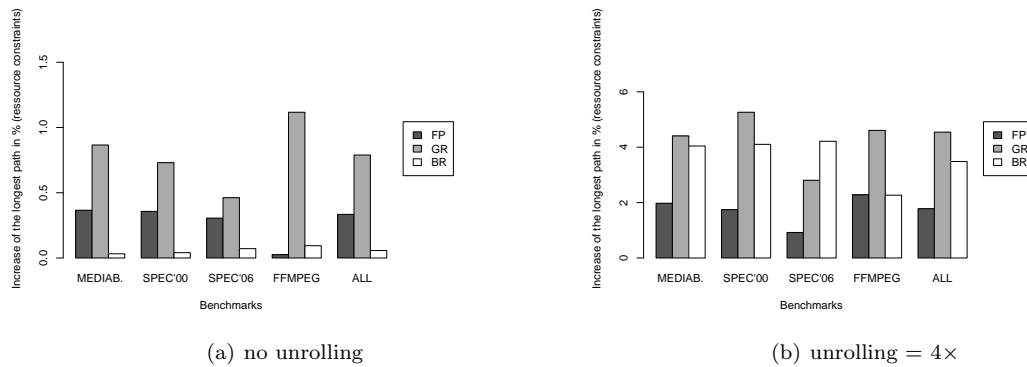 Increase of the longest path in % (ressource constraints)
1.5
1.0
0.5
0.0
MEDIAB. SPEC'00 SPEC'06 FFMPEG ALL
Benchmarks
FP
GR
BR
(a) no unrolling
Increase of the longest path in % (ressource constraints)
6
4
2
0
MEDIAB. SPEC'00 SPEC'06 FFMPEG ALL
Benchmarks
FP
GR
BR
(b) unrolling = 4×